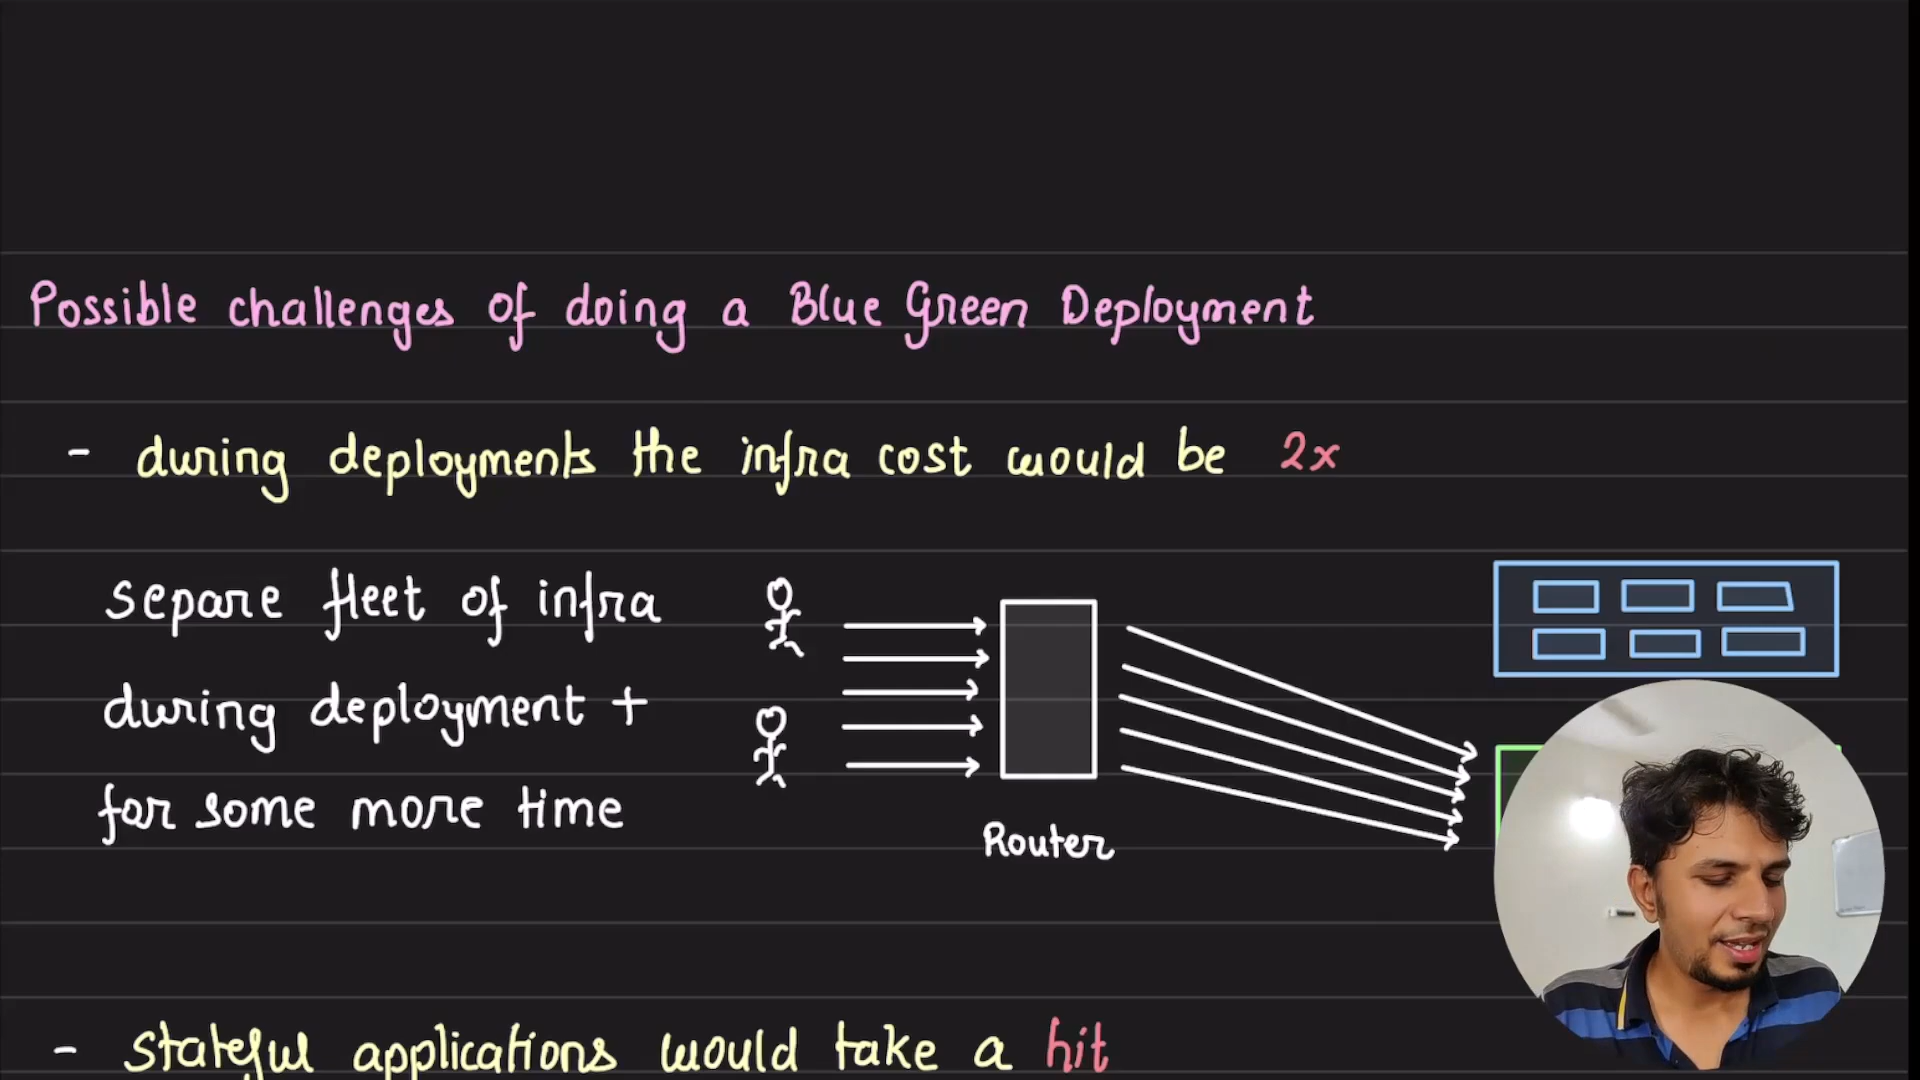 Possible challenges of doing a Blue Green Deployment
- during deployments the infra cost would be 2x
separe fleet of infra
during deployment +
for some more time
Router
- stateful applications would take a hit